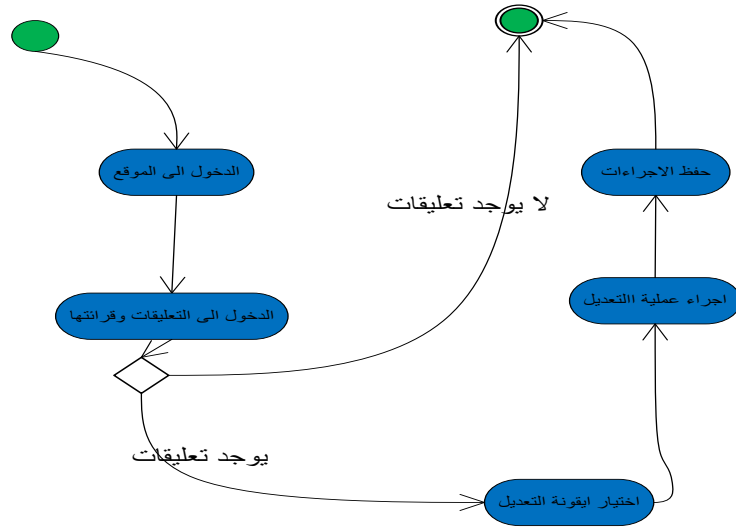 الدخول الى الموقع
حفظ الاجراءات
لا يوجد تعليقات
اجراء عملية االتعديل
الدخول الى التعليقات وقرائتها
يوجد تعليقات
اختيار ايقونة التعديل